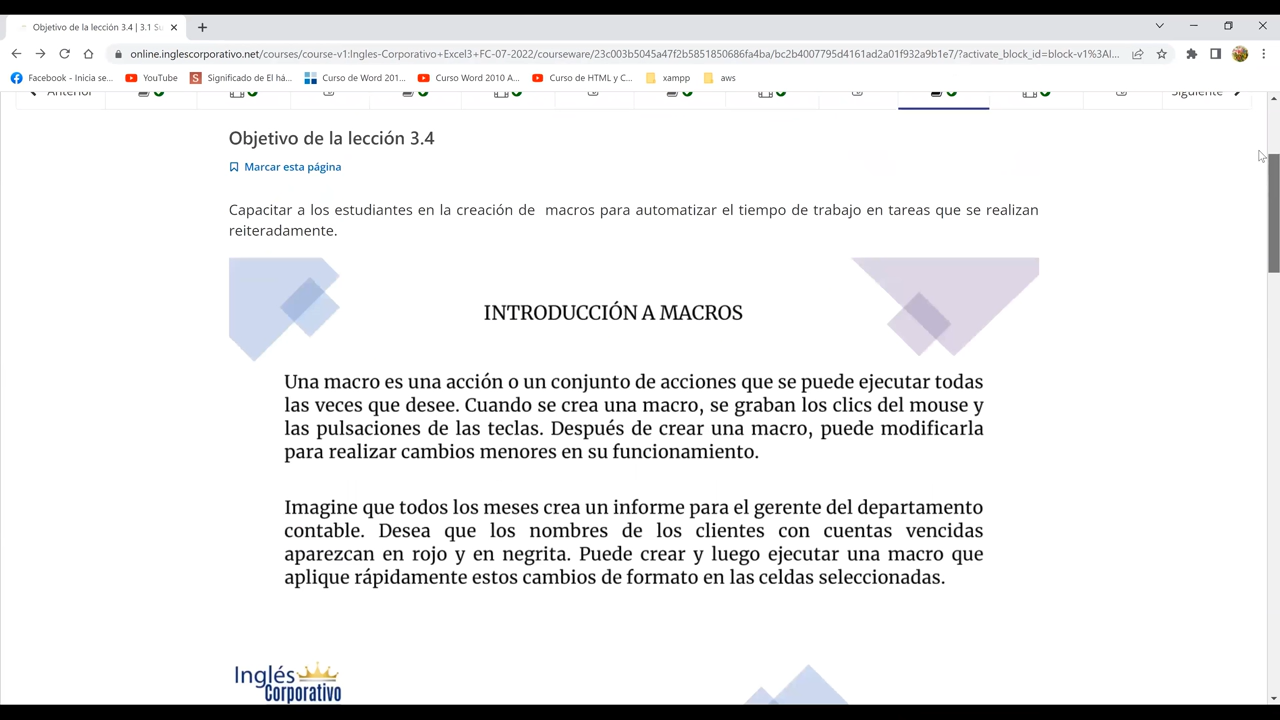 Objetivo de la lección 3.4 | 3.1 Su
online.inglescorporativo.net/courses/course-v1:Ingles-Corporativo+Excel3+FC-07-2022/courseware/23c003b5045a47f2b5851850686fa4ba/bc2b4007795d4161ad2a01f932a9b1e7/?activate_block_id=block-v1%3AI...
Facebook - Inicia se... YouTube Significado de El há... Curso de Word 201... Curso de Word 2010 A... Curso de HTML y C... xampp aws
Anterior Siguiente
Objetivo de la lección 3.4
Marcar esta página
Capacitar a los estudiantes en la creación de macros para automatizar el tiempo de trabajo en tareas que se realizan
reiteradamente.
INTRODUCCIÓN A MACROS
Una macro es una acción o un conjunto de acciones que se puede ejecutar todas
las veces que desee. Cuando se crea una macro, se graban los clics del mouse y
las pulsaciones de las teclas. Después de crear una macro, puede modificarla
para realizar cambios menores en su funcionamiento.
Imagine que todos los meses crea un informe para el gerente del departamento
contable. Desea que los nombres de los clientes con cuentas vencidas
aparezcan en rojo y en negrita. Puede crear y luego ejecutar una macro que
aplique rápidamente estos cambios de formato en las celdas seleccionadas.
Inglés
Corporativo